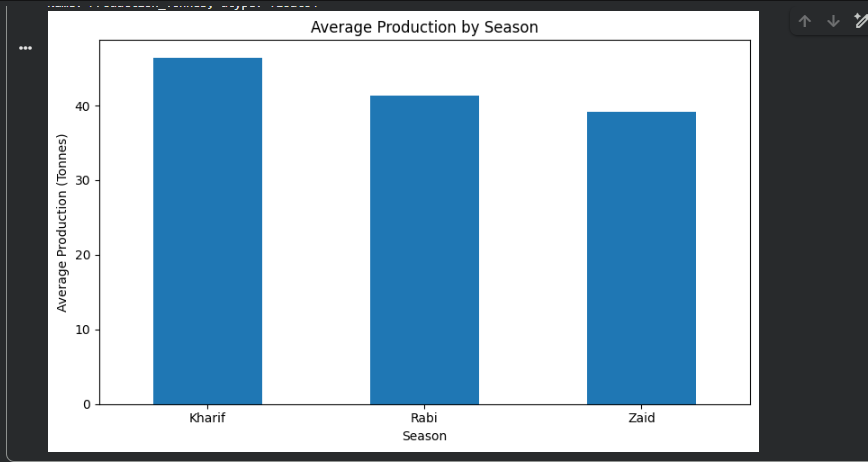 Average Production by Season
Average Production (Tonnes)
40
30
20
10
0
Kharif
Rabi
Zaid
Season